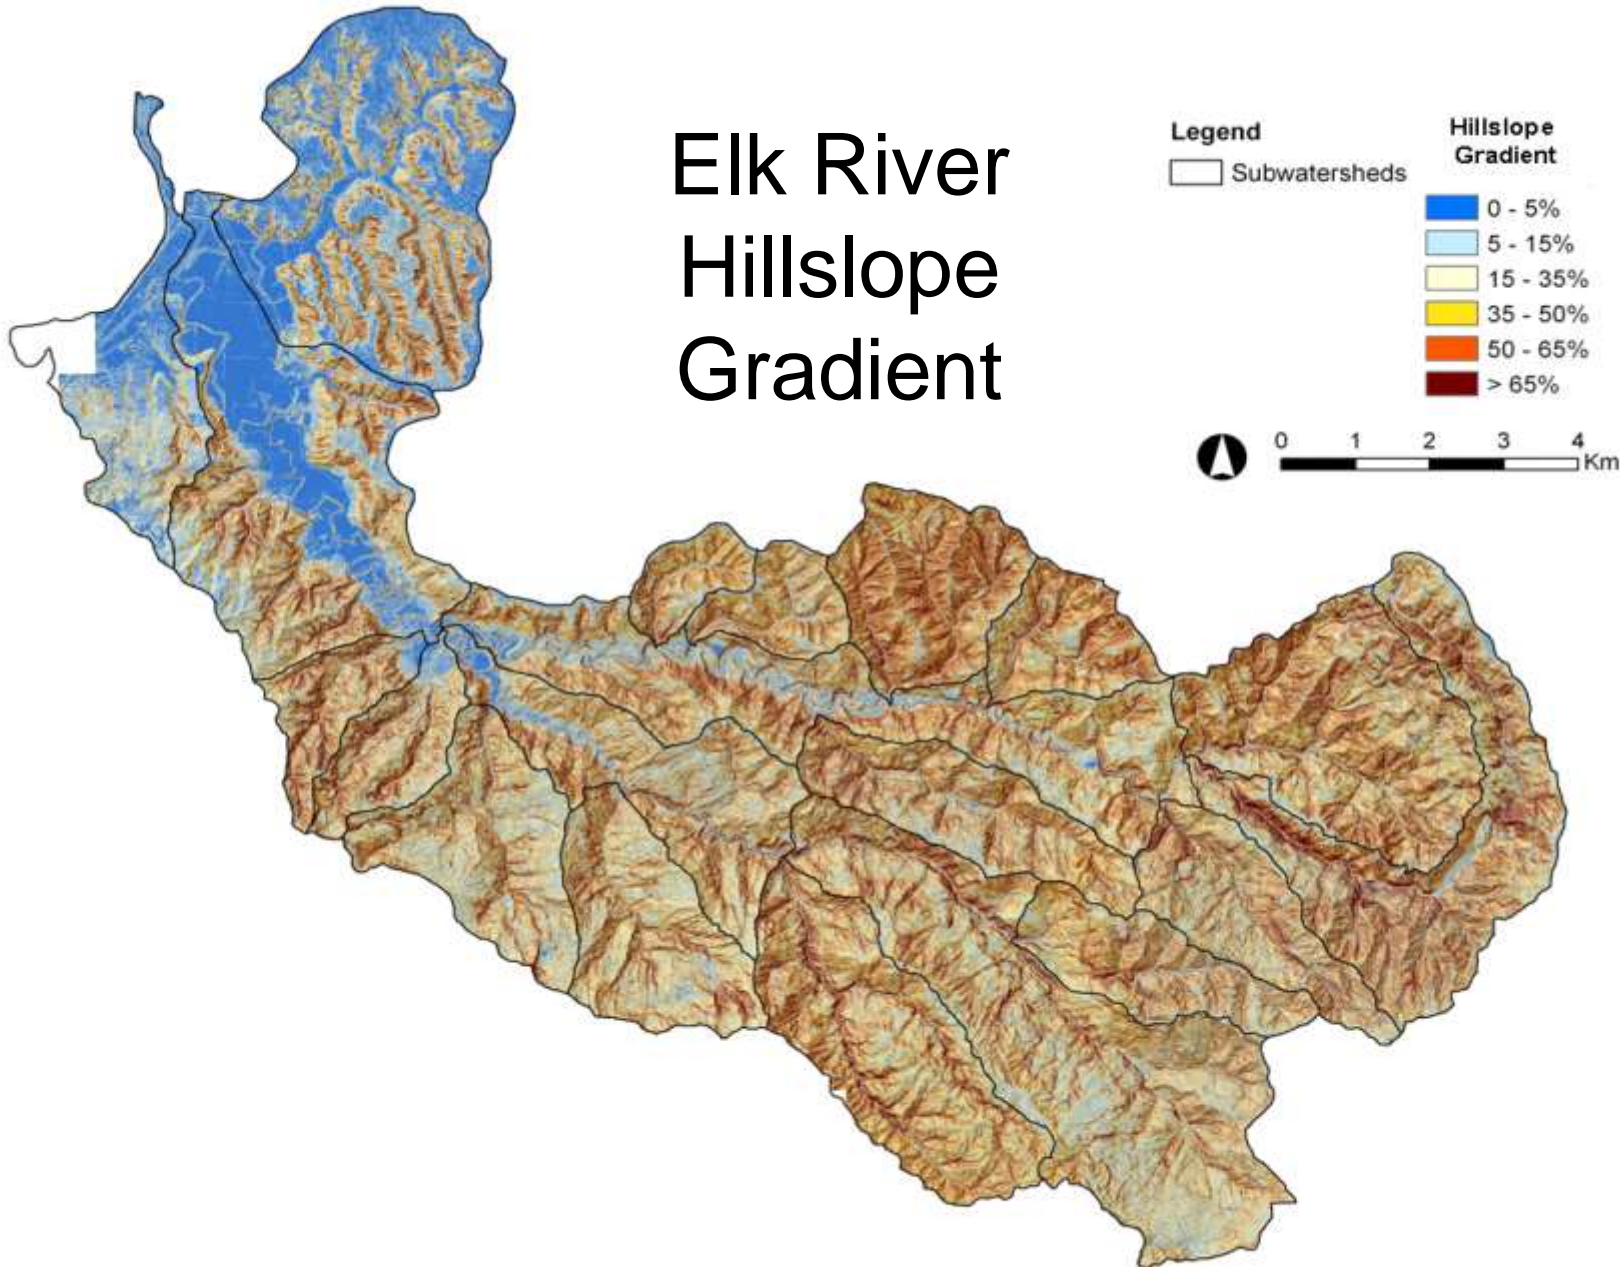 Elk River
Hillslope
Gradient
Legend
Subwatersheds
Hillslope
Gradient
0 - 5%
5 - 15%
15 - 35%
35 - 50%
50 - 65%
> 65%
0 1 2 3 4
Km